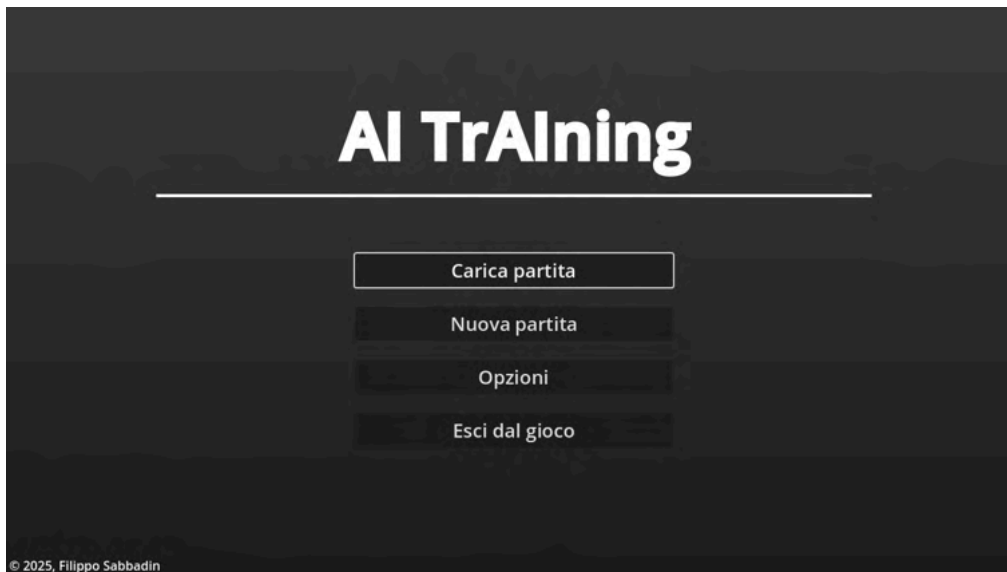 AI TrAIning
Carica partita
Nuova partita
Opzioni
Esci dal gioco
© 2025, Filippo Sabbadin